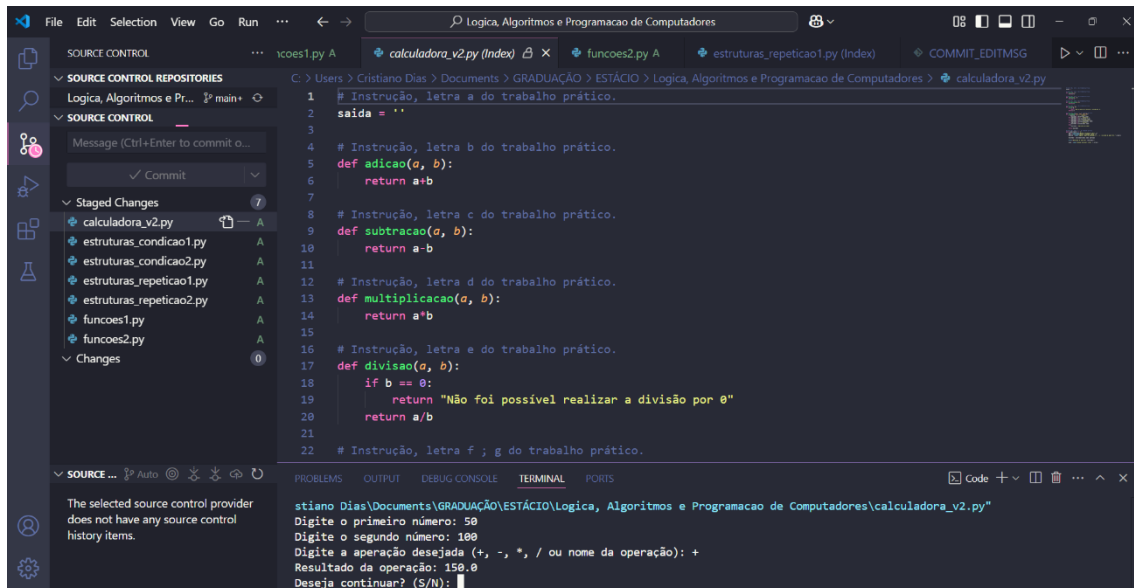 File Edit Selection View Go Run ··· ← → Logica, Algoritmos e Programacao de Computadores
SOURCE CONTROL ···
ıcoes1.py A calculadora_v2.py (Index) funcoes2.py A estruturas_repeticao1.py (Index) COMMIT_EDITMSG ···
SOURCE CONTROL REPOSITORIES
Logica, Algoritmos e Pr... main+
SOURCE CONTROL
Message (Ctrl+Enter to commit o...
✓ Commit
Staged Changes 7
calculadora_v2.py A
estruturas_condicao1.py A
estruturas_condicao2.py A
estruturas_repeticao1.py A
estruturas_repeticao2.py A
funcoes1.py A
funcoes2.py A
Changes 0
SOURCE ... Auto
The selected source control provider
does not have any source control
history items.
C: > Users > Cristiano Dias > Documents > GRADUAÇÃO > ESTÁCIO > Logica, Algoritmos e Programacao de Computadores > calculadora_v2.py
1 # Instrução, letra a do trabalho prático.
2 saida = ''
3
4 # Instrução, letra b do trabalho prático.
5 def adicao(a, b):
6 return a+b
7
8 # Instrução, letra c do trabalho prático.
9 def subtracao(a, b):
10 return a-b
11
12 # Instrução, letra d do trabalho prático.
13 def multiplicacao(a, b):
14 return a*b
15
16 # Instrução, letra e do trabalho prático.
17 def divisao(a, b):
18 if b == 0:
19 return "Não foi possível realizar a divisão por 0"
20 return a/b
21
22 # Instrução, letra f ; g do trabalho prático.
PROBLEMS OUTPUT DEBUG CONSOLE TERMINAL PORTS Code
stiano Dias\Documents\GRADUAÇÃO\ESTÁCIO\Logica, Algoritmos e Programacao de Computadores\calculadora_v2.py"
Digite o primeiro número: 50
Digite o segundo número: 100
Digite a aperação desejada (+, -, *, / ou nome da operação): +
Resultado da operação: 150.0
Deseja continuar? (S/N):